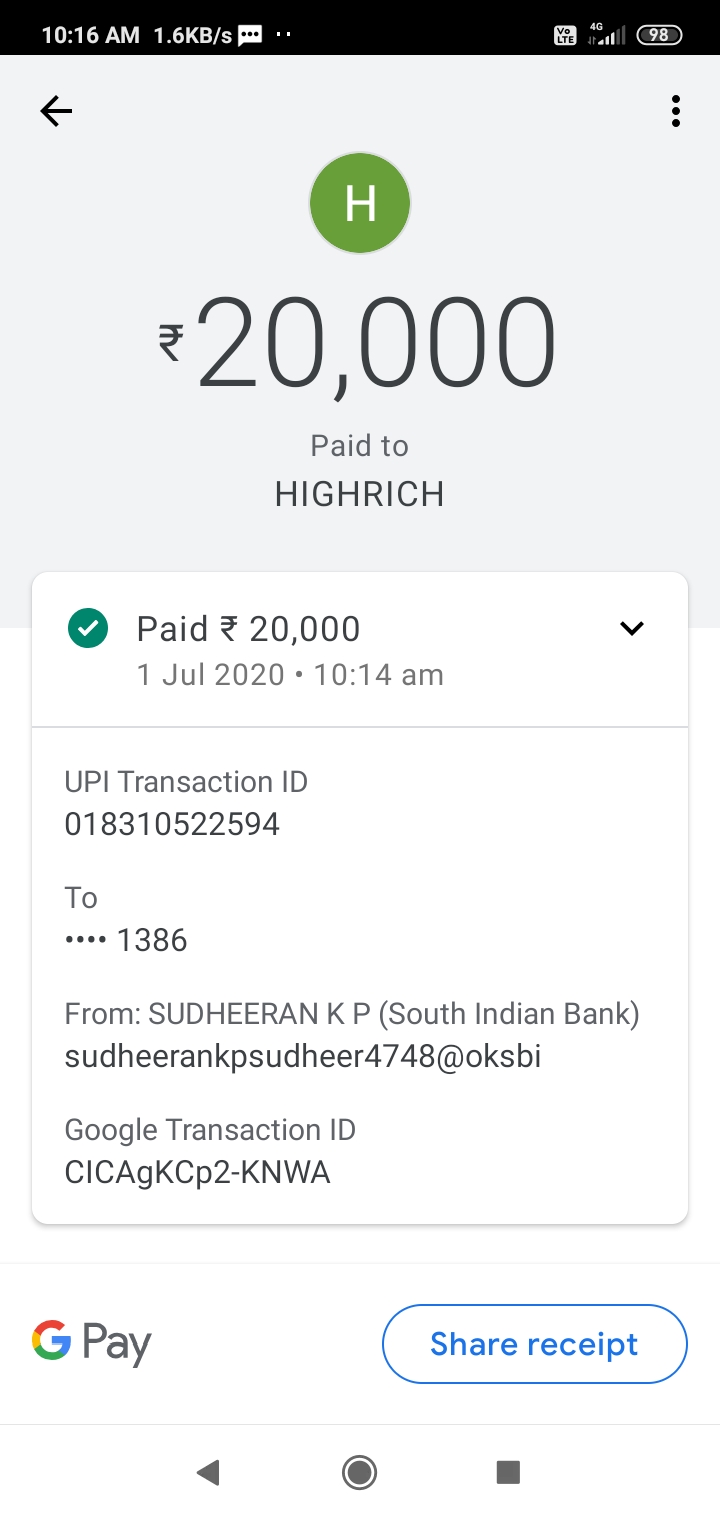 10:16 AM 1.6KB/s
Vo LTE 4G 98
H
₹20,000
Paid to
HIGHRICH
Paid ₹ 20,000
1 Jul 2020 • 10:14 am
UPI Transaction ID
018310522594
To
•••• 1386
From: SUDHEERAN K P (South Indian Bank)
sudheerankpsudheer4748@oksbi
Google Transaction ID
CICAgKCp2-KNWA
G Pay
Share receipt